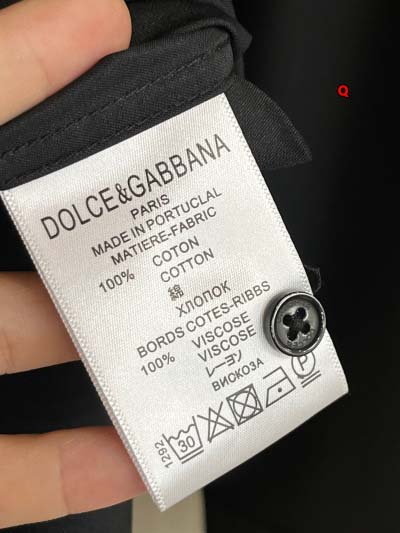 Q
DOLCE&GABBANA
PARIS
MADE IN PORTUCLAL
MATIERE-FABRIC
100% COTON
COTTON
綿
ХЛОПОК
BORDS COTES-RIBBS
100% VISCOSE
VISCOSE
レーヨン
ВИСКОЗА
1292
30
P